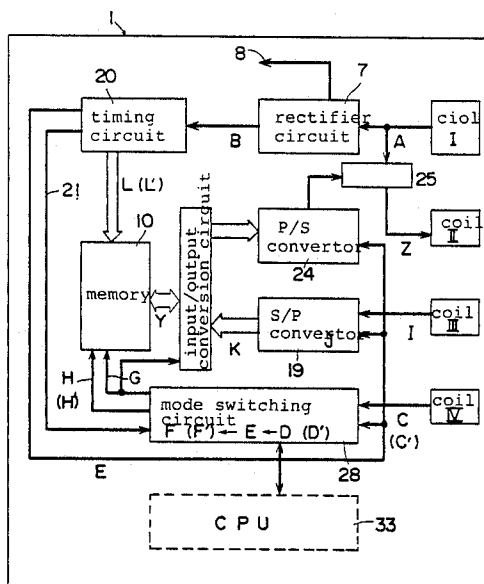 1
8
20
timing
circuit
7
rectifier
circuit
ciol
I
B
A
25
Z
coil
II
21
L (L')
10
memory
Y
input/output
conversion circuit
P/S
convertor
24
S/P
convertor
J
19
K
I
coil
III
H
(H')
G
mode switching
circuit
F (F') ← E ← D (D')
C
(C')
coil
IV
E
28
CPU
33